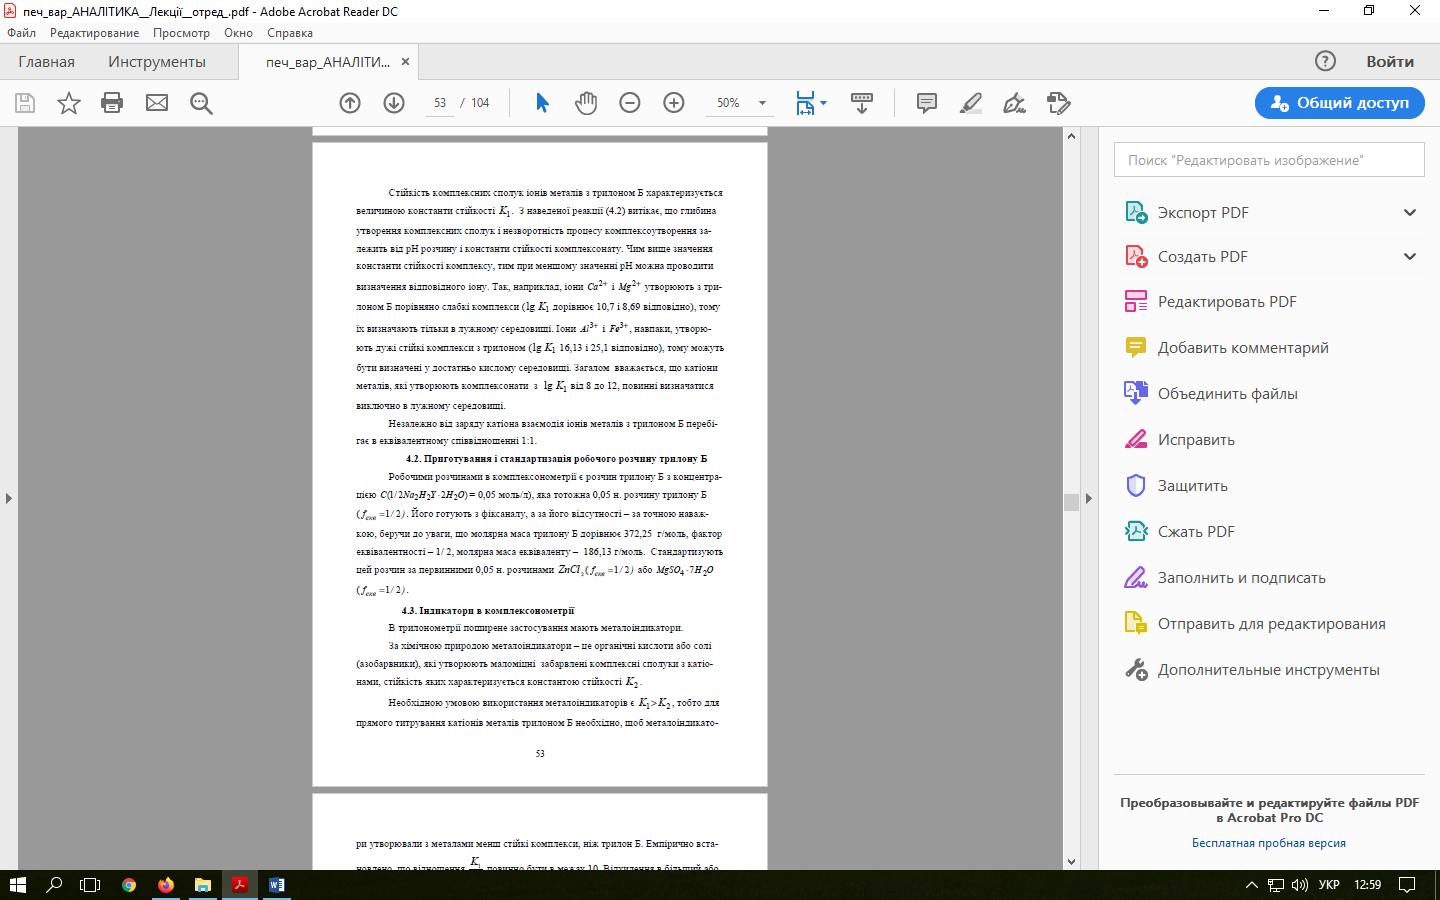 печ_вар_АНАЛІТИКА__Лекції__отред_.pdf - Adobe Acrobat Reader DC
Файл Редактирование Просмотр Окно Справка
Главная Инструменты печ_вар_АНАЛІТИ... × Войти
53 / 104 50% Общий доступ
Стійкість комплексних сполук іонів металів з трилоном Б характеризується
величиною константи стійкості K1. З наведеної реакції (4.2) витікає, що глибина
утворення комплексних сполук і незворотність процесу комплексоутворення за-
лежить від рН розчину і константи стійкості комплексонату. Чим вище значення
константи стійкості комплексу, тим при меншому значенні рН можна проводити
визначення відповідного іону. Так, наприклад, іони Ca2+ і Mg2+ утворюють з три-
лоном Б порівняно слабкі комплекси (lg K1 дорівнює 10,7 і 8,69 відповідно), тому
їх визначають тільки в лужному середовищі. Іони Al3+ і Fe3+, навпаки, утворю-
ють дужі стійкі комплекси з трилоном (lg K1 16,13 і 25,1 відповідно), тому можуть
бути визначені у достатньо кислому середовищі. Загалом вважається, що катіони
металів, які утворюють комплексонати з lg K1 від 8 до 12, повинні визначатися
виключно в лужному середовищі.
Незалежно від заряду катіона взаємодія іонів металів з трилоном Б перебі-
гає в еквівалентному співвідношенні 1:1.
4.2. Приготування і стандартизація робочого розчину трилону Б
Робочими розчинами в комплексонометрії є розчин трилону Б з концентра-
цією C(1/2Na2H2Y·2H2O) = 0,05 моль/л), яка тотожна 0,05 н. розчину трилону Б
(fекв =1/2). Його готують з фіксаналу, а за його відсутності – за точною наваж-
кою, беручи до уваги, що молярна маса трилону Б дорівнює 372,25 г/моль, фактор
еквівалентності – 1/ 2, молярна маса еквіваленту – 186,13 г/моль. Стандартизують
цей розчин за первинними 0,05 н. розчинами ZnCl2(fекв =1/2) або MgSO4·7H2O
(fекв =1/2).
4.3. Індикатори в комплексонометрії
В трилонометрії поширене застосування мають металоіндикатори.
За хімічною природою металоіндикатори – це органічні кислоти або солі
(азобарвники), які утворюють маломіцні забарвлені комплексні сполуки з катіо-
нами, стійкість яких характеризується константою стійкості K2.
Необхідною умовою використання металоіндикаторів є K1>K2, тобто для
прямого титрування катіонів металів трилоном Б необхідно, щоб металоіндикато-
53
ри утворювали з металами менш стійкі комплекси, ніж трилон Б. Емпірично вста-
новлено, що відношення K1 повинно бути в межах 10. Відхилення в більший або
Поиск "Редактировать изображение"
Экспорт PDF
Создать PDF
Редактировать PDF
Добавить комментарий
Объединить файлы
Исправить
Защитить
Сжать PDF
Заполнить и подписать
Отправить для редактирования
Дополнительные инструменты
Преобразовывайте и редактируйте файлы PDF
в Acrobat Pro DC
Бесплатная пробная версия
УКР 12:59